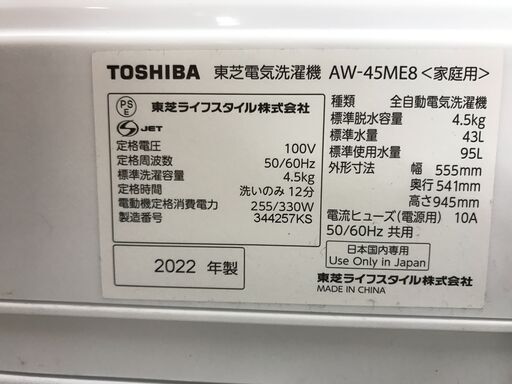 TOSHIBA 東芝電気洗濯機 AW-45ME8<家庭用>
PS
E
東芝ライフスタイル株式会社
S JET
定格電圧 100V
定格周波数 50/60Hz
標準洗濯容量 4.5kg
定格時間 洗いのみ 12分
電動機定格消費電力 255/330W
製造番号 344257KS
2022 年製
種類 全自動電気洗濯機
標準脱水容量 4.5kg
標準水量 43L
標準使用水量 95L
外形寸法 幅 555mm
奥行 541mm
高さ 945mm
電流ヒューズ(電源用) 10A
50/60Hz 共用
日本国内専用
Use Only in Japan
東芝ライフスタイル株式会社
MADE IN CHINA